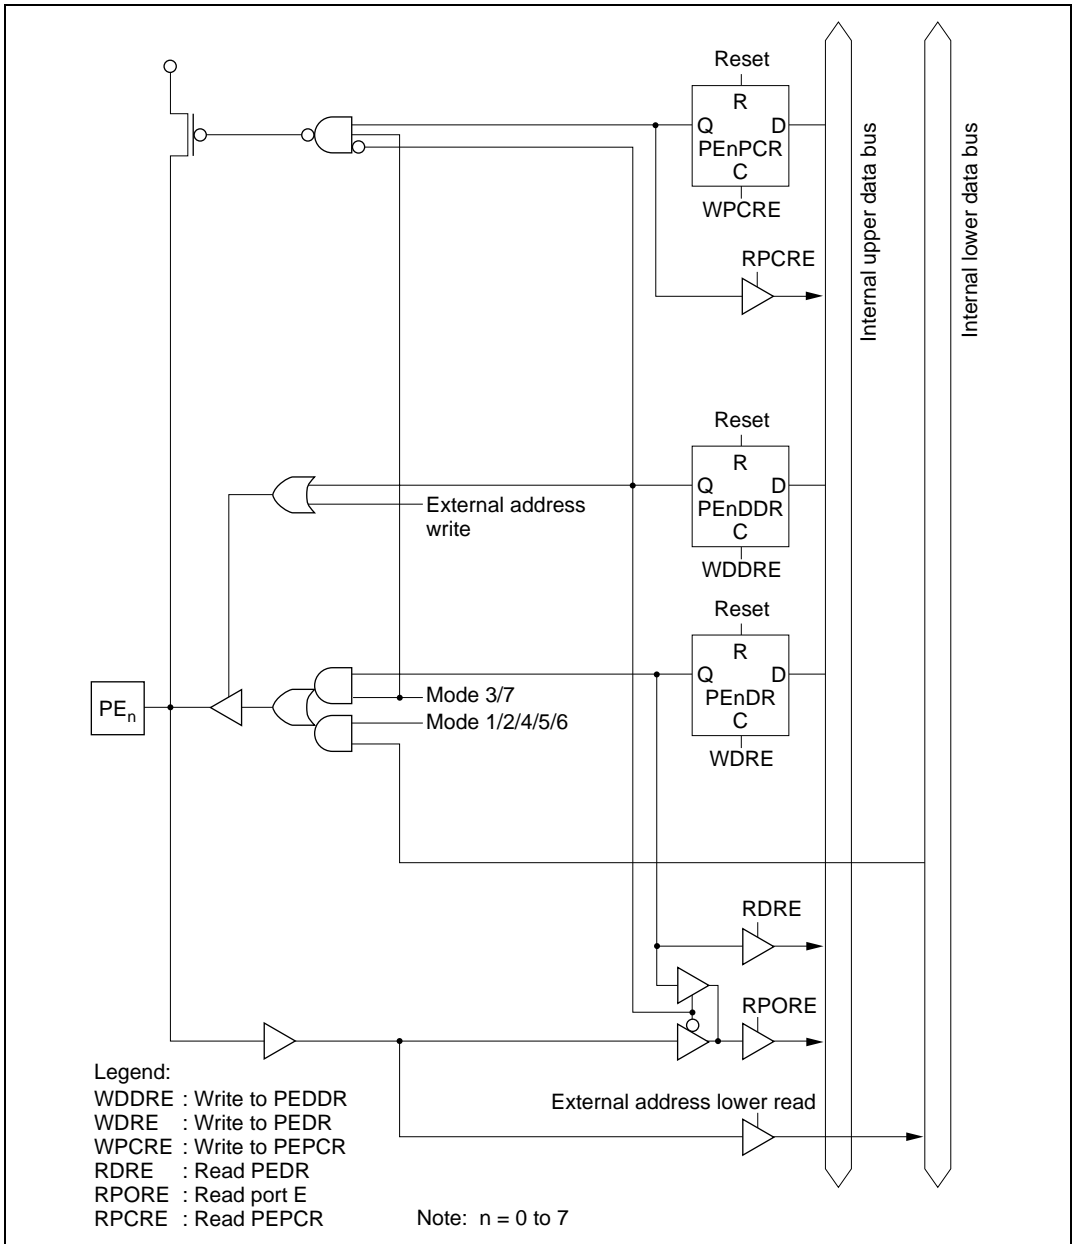 Reset
R
Q D
PEnPCR
C
WPCRE
RPCRE
Internal upper data bus
Internal lower data bus
Reset
R
Q D
PEnDDR
C
WDDRE
External address
write
Reset
R
Q D
PEnDR
C
WDRE
Mode 3/7
Mode 1/2/4/5/6
PEn
RDRE
RPORE
External address lower read
Legend:
WDDRE : Write to PEDDR
WDRE : Write to PEDR
WPCRE : Write to PEPCR
RDRE : Read PEDR
RPORE : Read port E
RPCRE : Read PEPCR
Note: n = 0 to 7